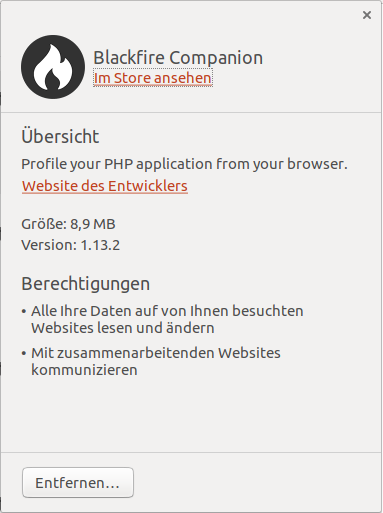 Blackfire Companion
Im Store ansehen
Übersicht
Profile your PHP application from your browser.
Website des Entwicklers
Größe: 8,9 MB
Version: 1.13.2
Berechtigungen
• Alle Ihre Daten auf von Ihnen besuchten
Websites lesen und ändern
• Mit zusammenarbeitenden Websites
kommunizieren
Entfernen…